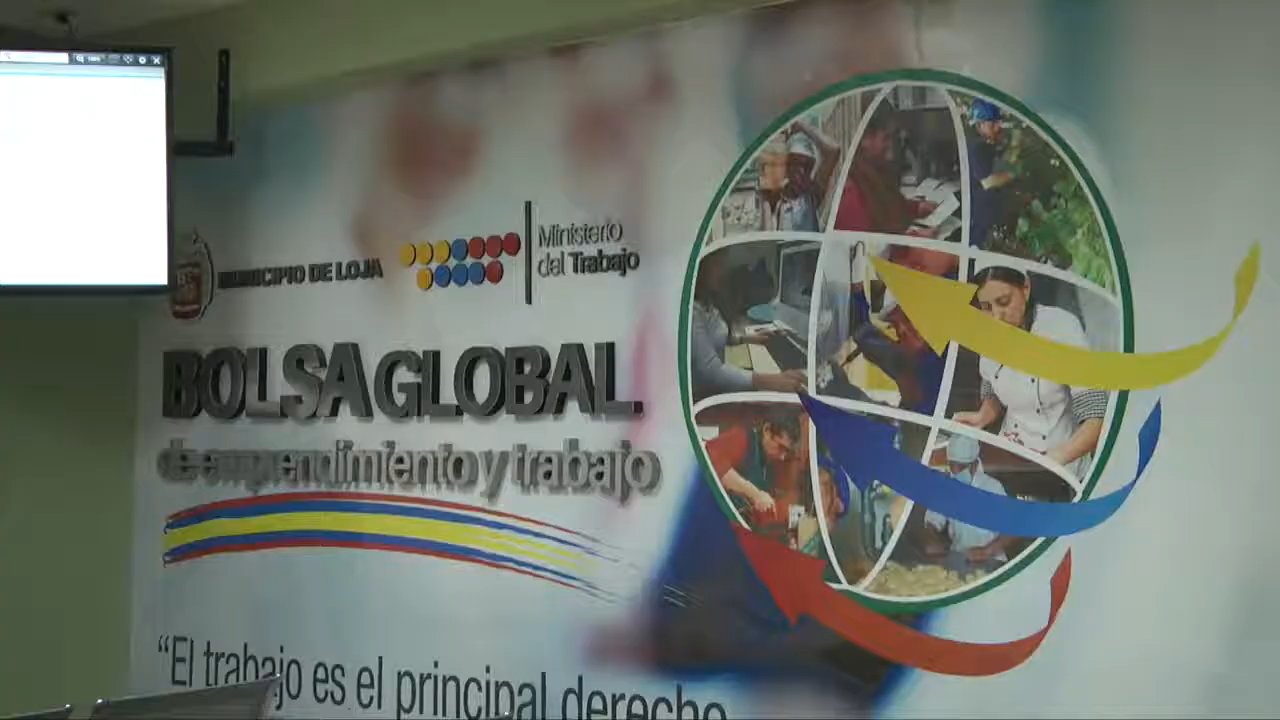 MUNICIPIO DE LOJA
Ministerio
del Trabajo
BOLSA GLOBAL
de emprendimiento y trabajo
“El trabajo es el principal derecho